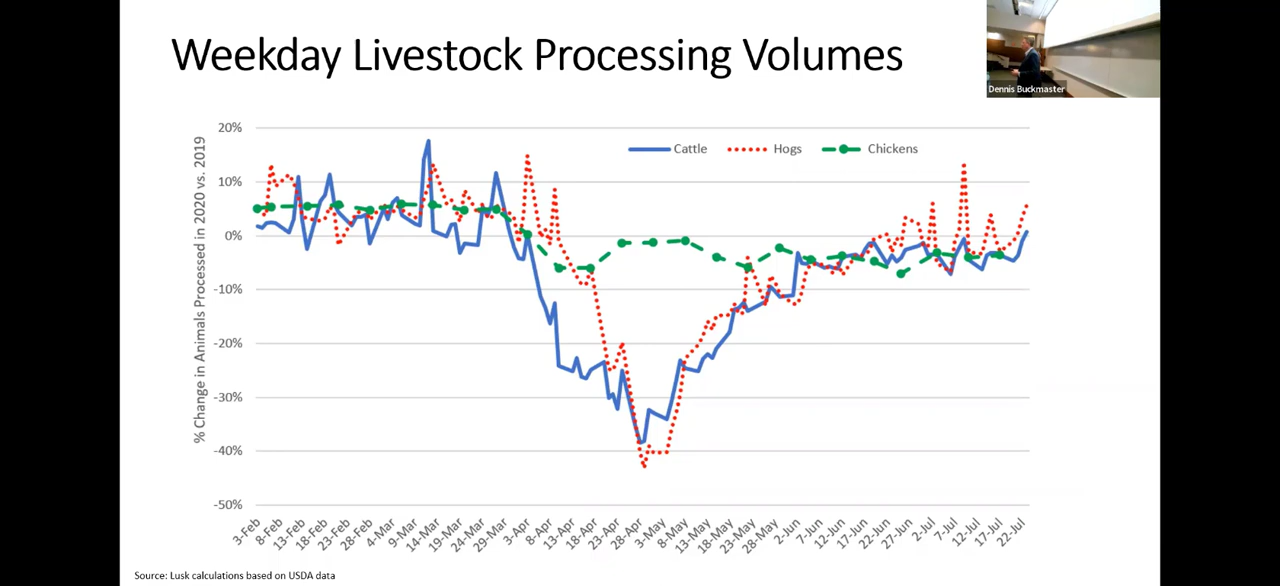 Weekday Livestock Processing Volumes
Dennis Buckmaster
% Change in Animals Processed in 2020 vs. 2019
20%
10%
0%
-10%
-20%
-30%
-40%
-50%
Cattle Hogs Chickens
3-Feb 8-Feb 13-Feb 18-Feb 23-Feb 28-Feb 4-Mar 9-Mar 14-Mar 19-Mar 24-Mar 29-Mar 3-Apr 8-Apr 13-Apr 18-Apr 23-Apr 28-Apr 3-May 8-May 13-May 18-May 23-May 28-May 2-Jun 7-Jun 12-Jun 17-Jun 22-Jun 27-Jun 2-Jul 7-Jul 12-Jul 17-Jul 22-Jul
Source: Lusk calculations based on USDA data